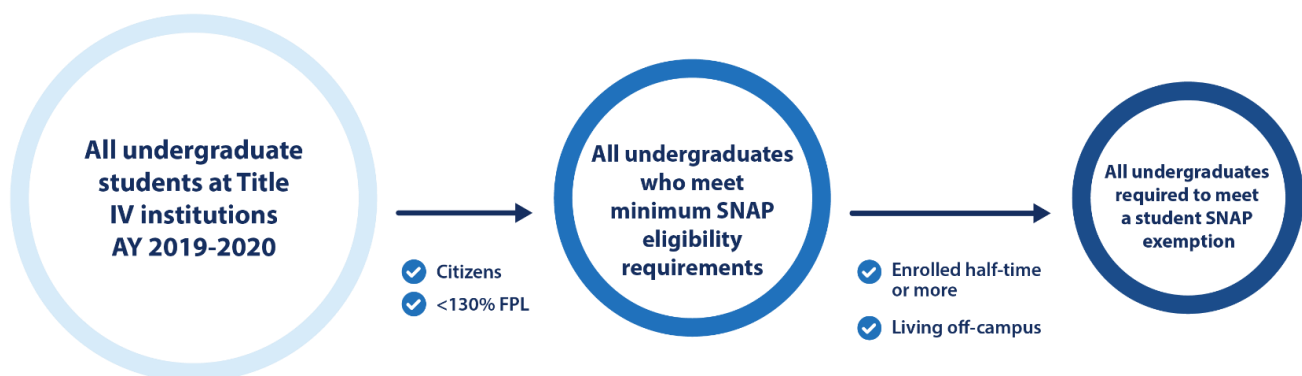 All undergraduate
students at Title
IV institutions
AY 2019-2020
Citizens
<130% FPL
All undergraduates
who meet
minimum SNAP
eligibility
requirements
Enrolled half-time
or more
Living off-campus
All undergraduates
required to meet
a student SNAP
exemption